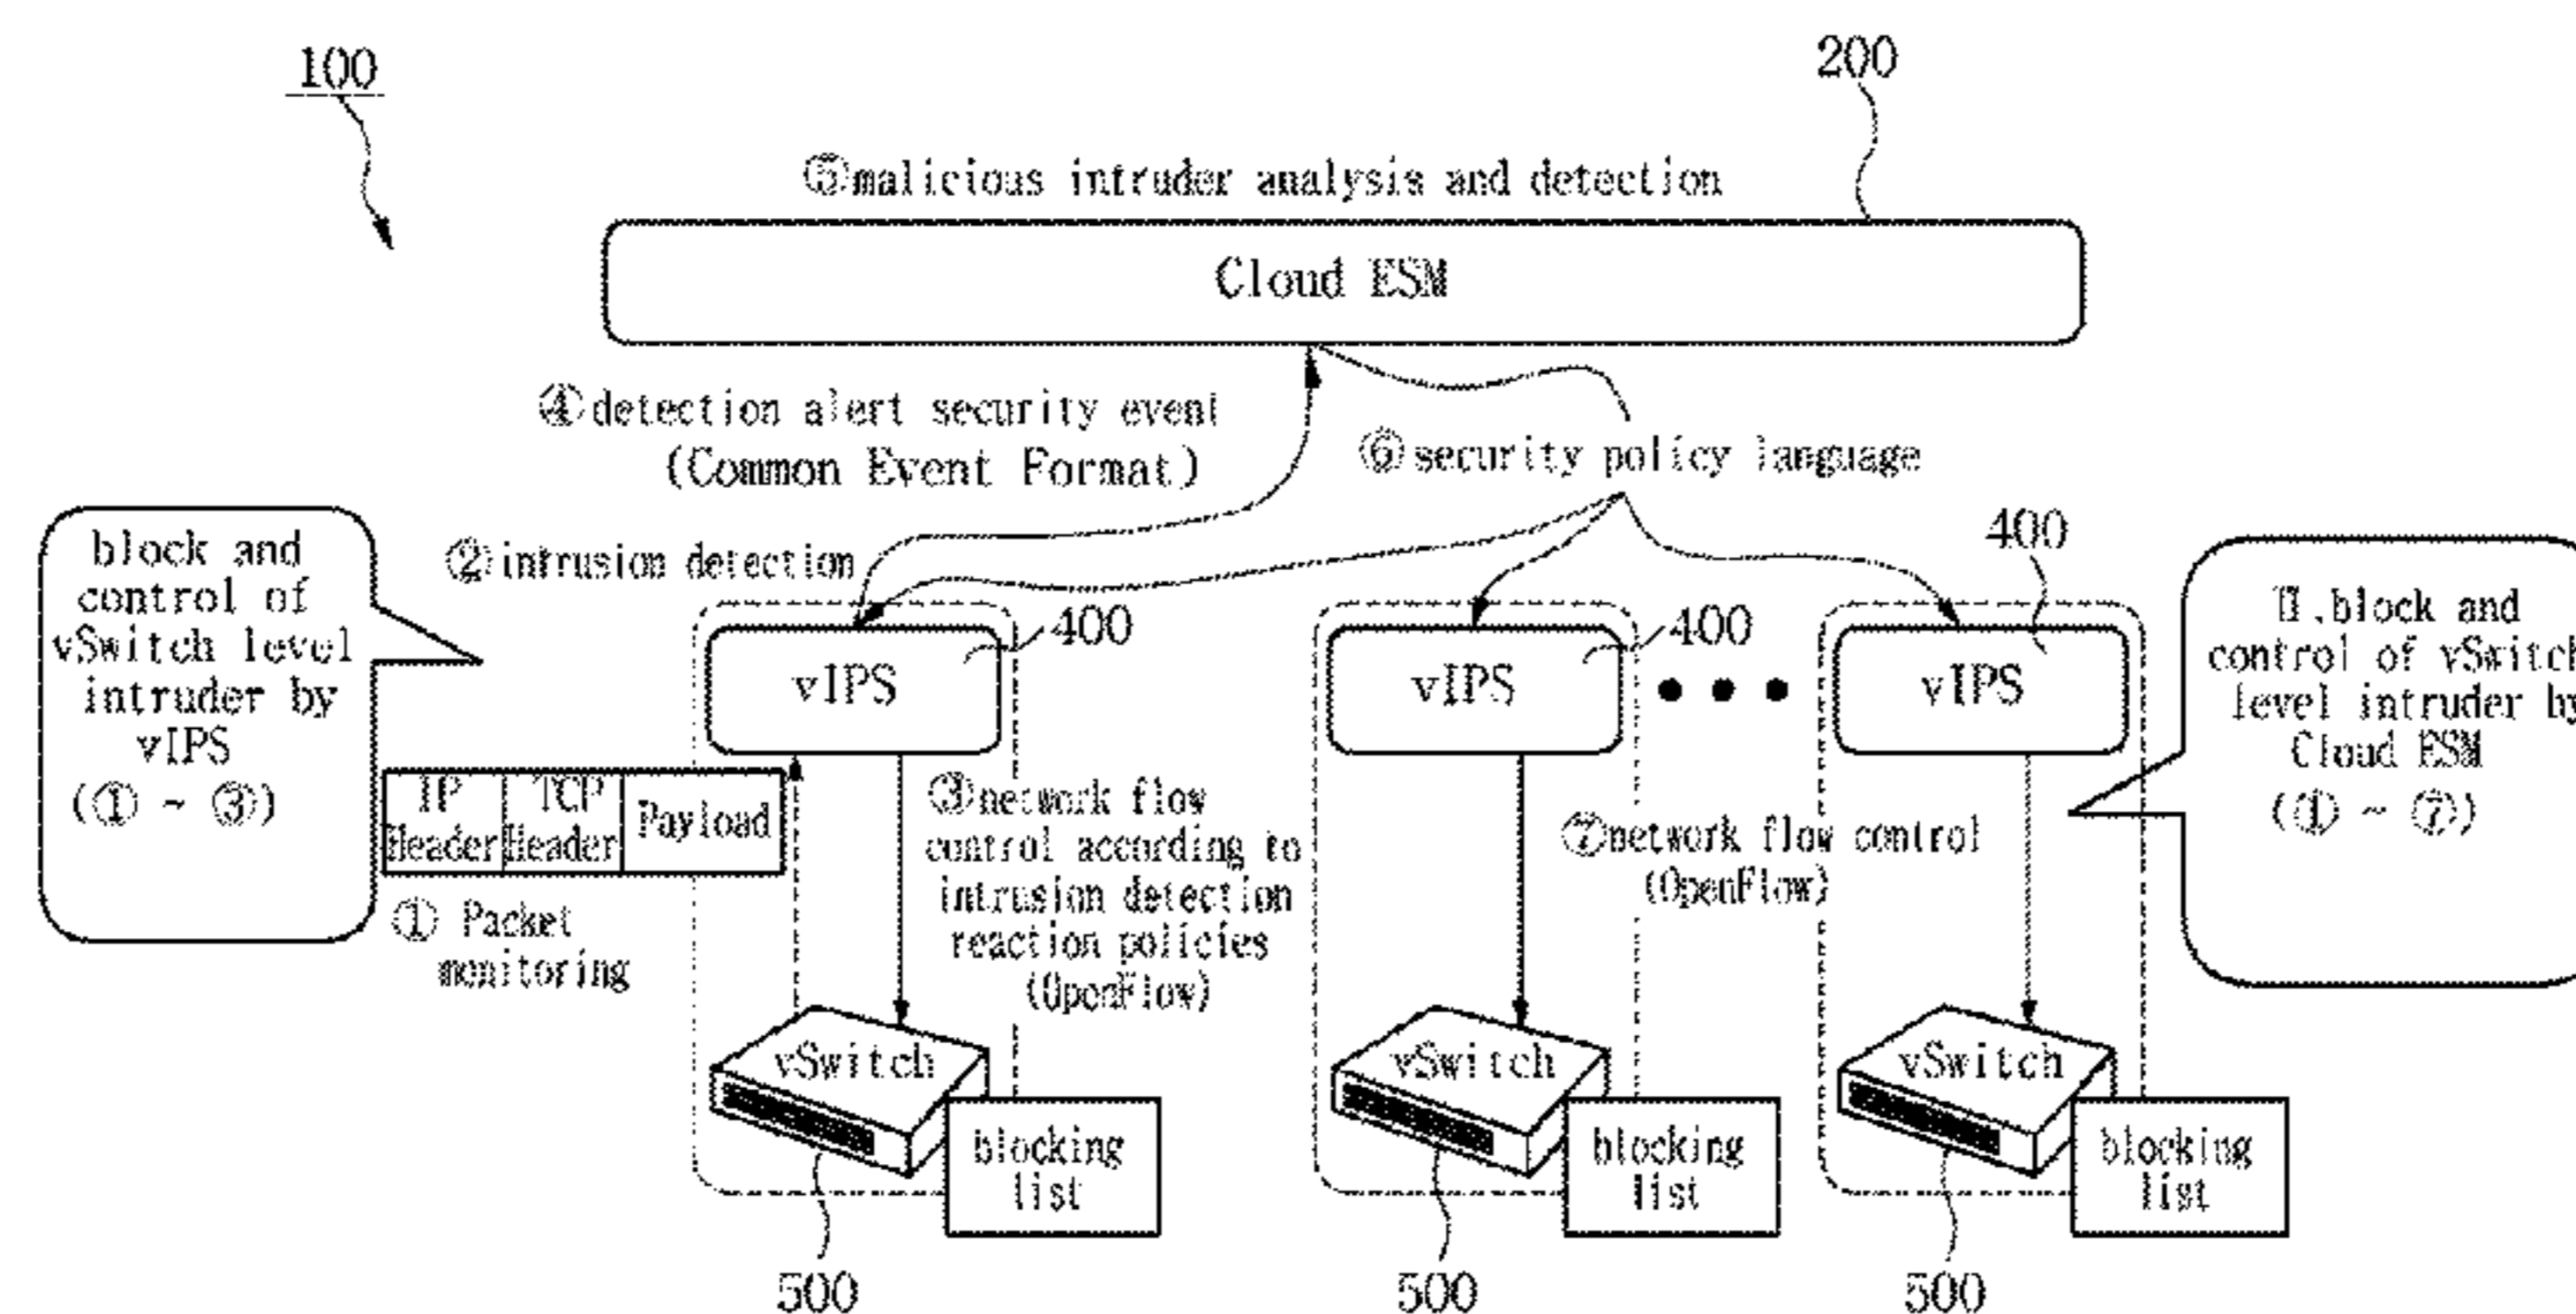 100
200
⑤malicious intruder analysis and detection
Cloud ESM
④detection alert security event
(Common Event Format)
⑥security policy language
block and
control of
vSwitch level
intruder by
vIPS
(① ~ ③)
②intrusion detection
400
II.block and
control of vSwitch
level intruder by
Cloud ESM
(① ~ ⑦)
vIPS
400
vIPS
400
vIPS
IP
Header
TCP
Header
Payload
① Packet
monitoring
③network flow
control according to
intrusion detection
reaction policies
(OpenFlow)
⑦network flow control
(OpenFlow)
vSwitch
vSwitch
vSwitch
blocking
list
blocking
list
blocking
list
500
500
500